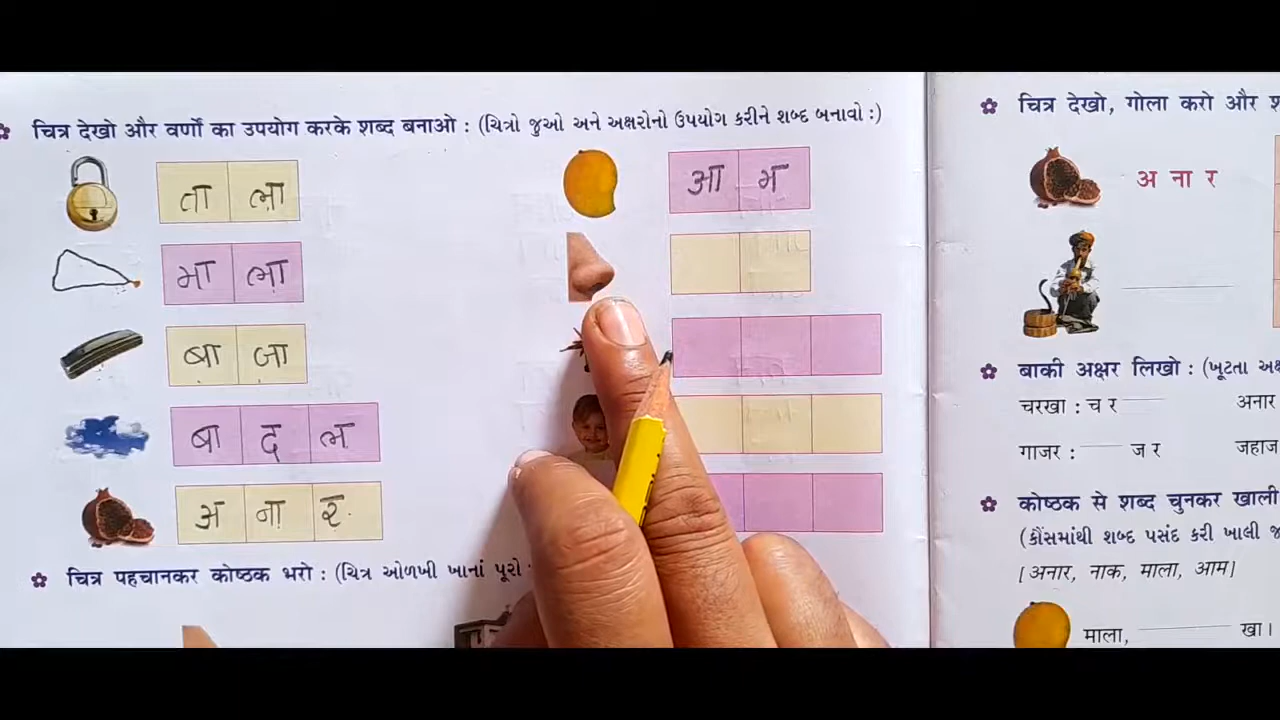 चित्र देखो और वर्णों का उपयोग करके शब्द बनाओ : (ચિત્રો જુઓ અને અક્ષરોનો ઉપયોગ કરીને શબ્દ બનાવો :)
ता ला
माला
बा जा
बा द ल
अ ना र
आ म
चित्र पहचानकर कोष्ठक भरो : (ચિત્ર ઓળખી ખાનાં પૂરો
चित्र देखो, गोला करो और
अ ना र
बाकी अक्षर लिखो : (ખૂટતા
चरखा : च र
अनार
गाजर : ज र
जहाज
कोष्ठक से शब्द चुनकर खाली
(કૌંસમાંથી શબ્દ પસંદ કરી ખાલી
[अनार, नाक, माला, आम]
माला, खा।